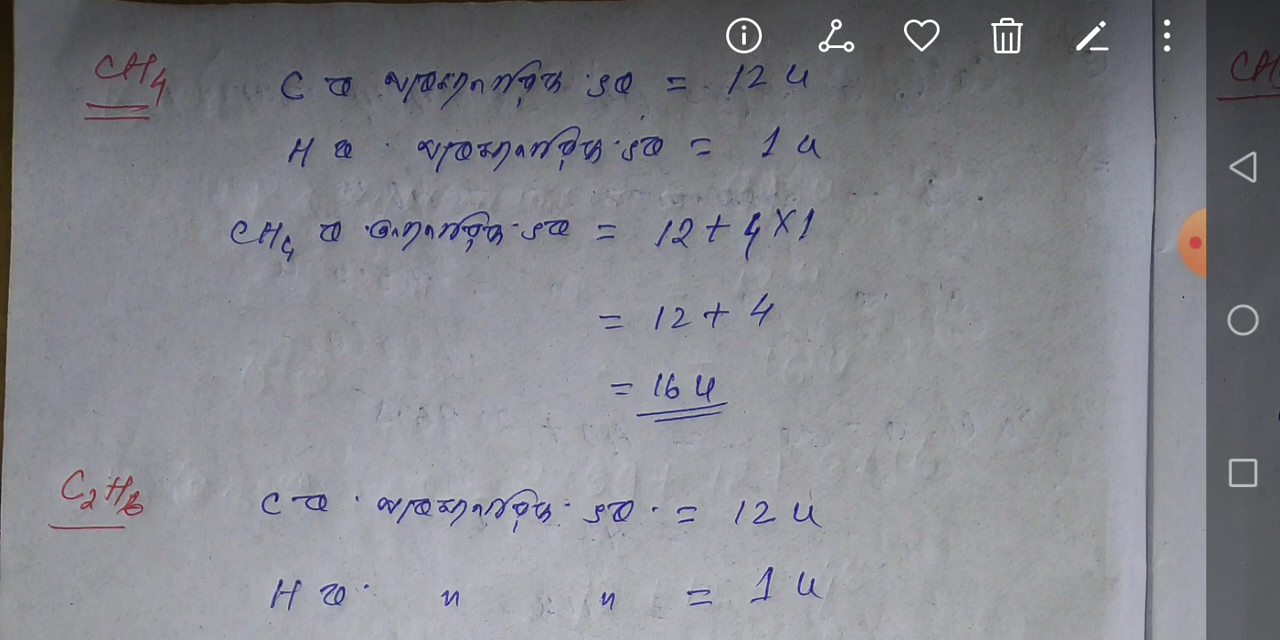 CH₄ C ৰ পাৰমাণৱিক ভৰ = 12 u
H ৰ পাৰমাণৱিক ভৰ = 1 u
CH₄ ৰ আণৱিক ভৰ = 12 + 4 × 1
= 12 + 4
= 16 u
C₂H₆ C ৰ পাৰমাণৱিক ভৰ = 12 u
H ৰ " " = 1 u